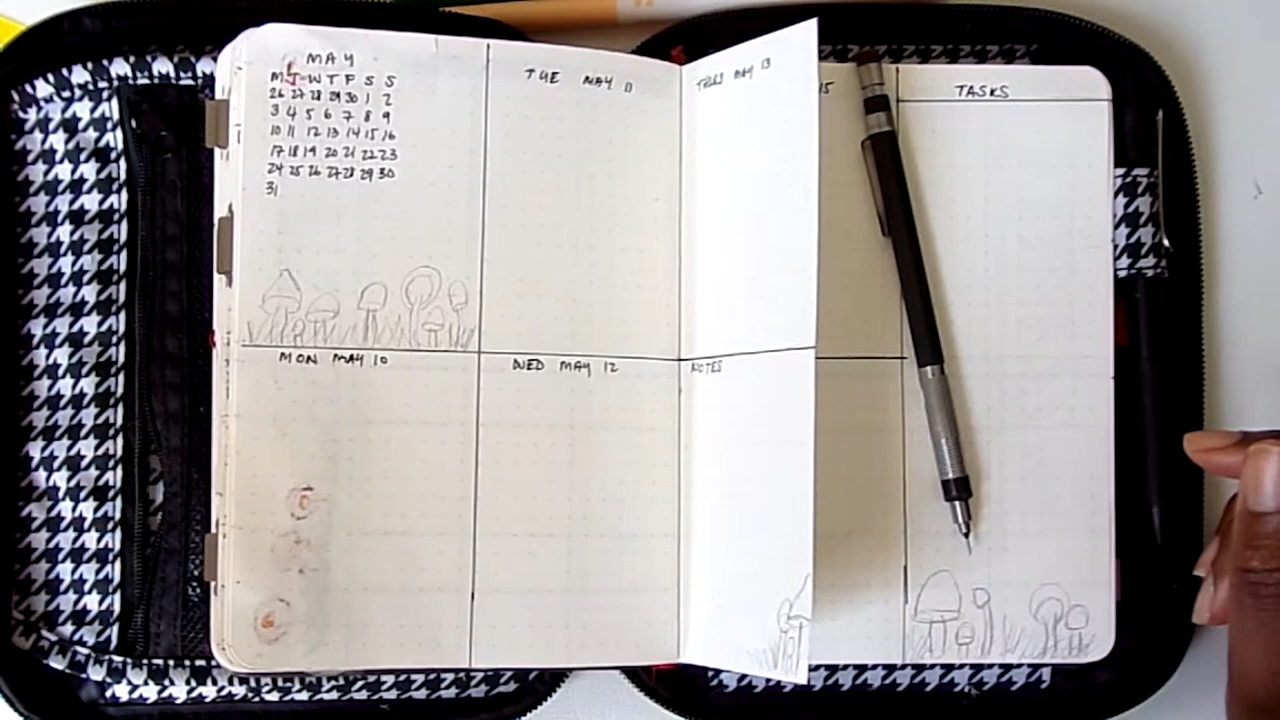 MAY
M T W T F S S
26 27 28 29 30 1 2
3 4 5 6 7 8 9
10 11 12 13 14 15 16
17 18 19 20 21 22 23
24 25 26 27 28 29 30
31
MON MAY 10
TUE MAY 11
WED MAY 12
THURS MAY 13
NOTES
15
TASKS